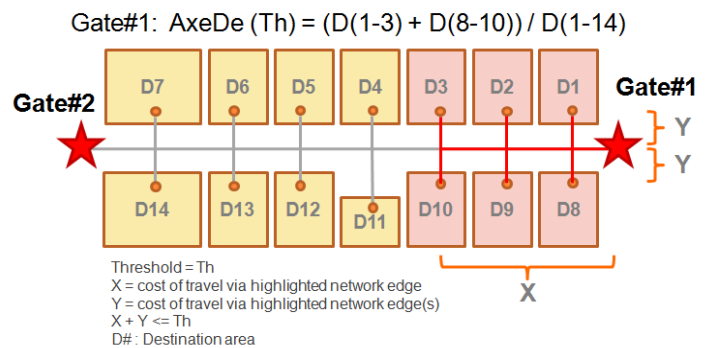 Gate#1: AxeDe (Th) = (D(1-3) + D(8-10)) / D(1-14)
D7 D6 D5 D4 D3 D2 D1
Gate#2 Gate#1
Y
Y
D14 D13 D12 D11 D10 D9 D8
X
Threshold = Th
X = cost of travel via highlighted network edge
Y = cost of travel via highlighted network edge(s)
X + Y <= Th
D# : Destination area